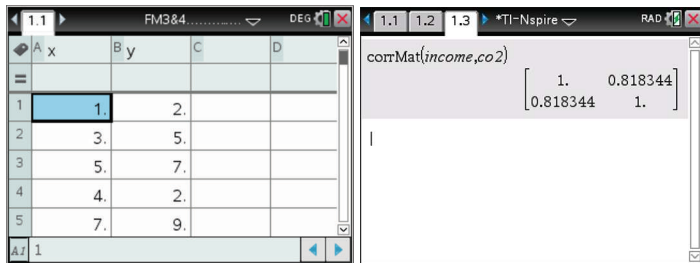 1.1 FM3&4............. DEG
A x B y C D
=
1 1. 2.
2 3. 5.
3 5. 7.
4 4. 2.
5 7. 9.
A1 1
1.1 1.2 1.3 *TI-Nspire RAD
corrMat(income,co2)
[1. 0.818344]
[0.818344 1.]